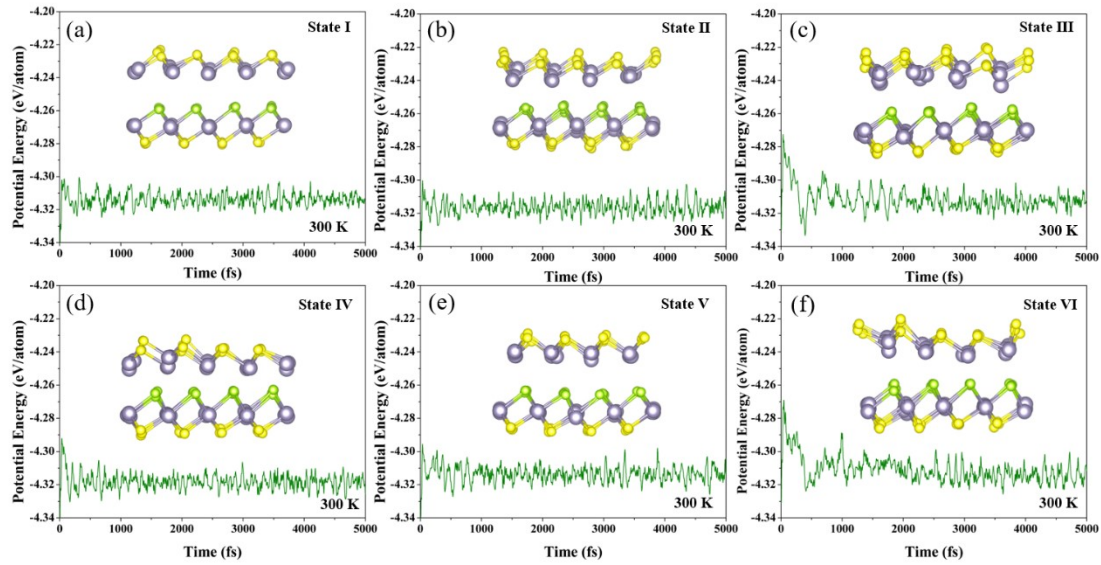 (a)
State I
-4.20
-4.22
-4.24
-4.26
-4.28
-4.30
-4.32
-4.34
Potential Energy (eV/atom)
300 K
0 1000 2000 3000 4000 5000
Time (fs)
(b)
State II
-4.20
-4.22
-4.24
-4.26
-4.28
-4.30
-4.32
-4.34
Potential Energy (eV/atom)
300 K
0 1000 2000 3000 4000 5000
Time (fs)
(c)
State III
-4.20
-4.22
-4.24
-4.26
-4.28
-4.30
-4.32
-4.34
Potential Energy (eV/atom)
300 K
0 1000 2000 3000 4000 5000
Time (fs)
(d)
State IV
-4.20
-4.22
-4.24
-4.26
-4.28
-4.30
-4.32
-4.34
Potential Energy (eV/atom)
300 K
0 1000 2000 3000 4000 5000
Time (fs)
(e)
State V
-4.20
-4.22
-4.24
-4.26
-4.28
-4.30
-4.32
-4.34
Potential Energy (eV/atom)
300 K
0 1000 2000 3000 4000 5000
Time (fs)
(f)
State VI
-4.20
-4.22
-4.24
-4.26
-4.28
-4.30
-4.32
-4.34
Potential Energy (eV/atom)
300 K
0 1000 2000 3000 4000 5000
Time (fs)